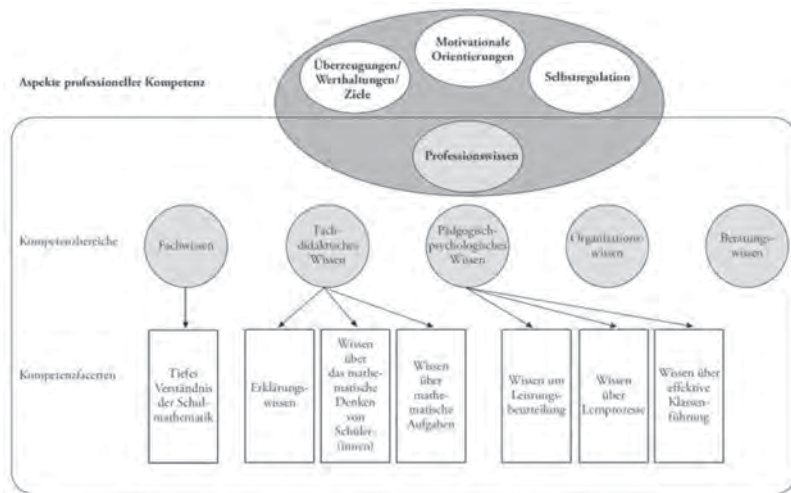 Motivationale
Orientierungen
Überzeugungen/
Werthaltungen/
Ziele
Selbstregulation
Aspekte professioneller Kompetenz
Professionswissen
Kompetenzbereiche
Fachwissen
Fach-
didaktisches
Wissen
Pädgogisch-
psychologisches
Wissen
Organisations-
wissen
Beratungs-
wissen
Kompetenzfacetten
Tiefes
Verständnis
der Schul-
mathematik
Erklärungs-
wissen
Wissen
über
das mathe-
matische
Denken
von
Schüler-
(innen)
Wissen
über
mathe-
matische
Aufgaben
Wissen um
Leistungs-
beurteilung
Wissen
über
Lernprozesse
Wissen über
effektive
Klassen-
führung